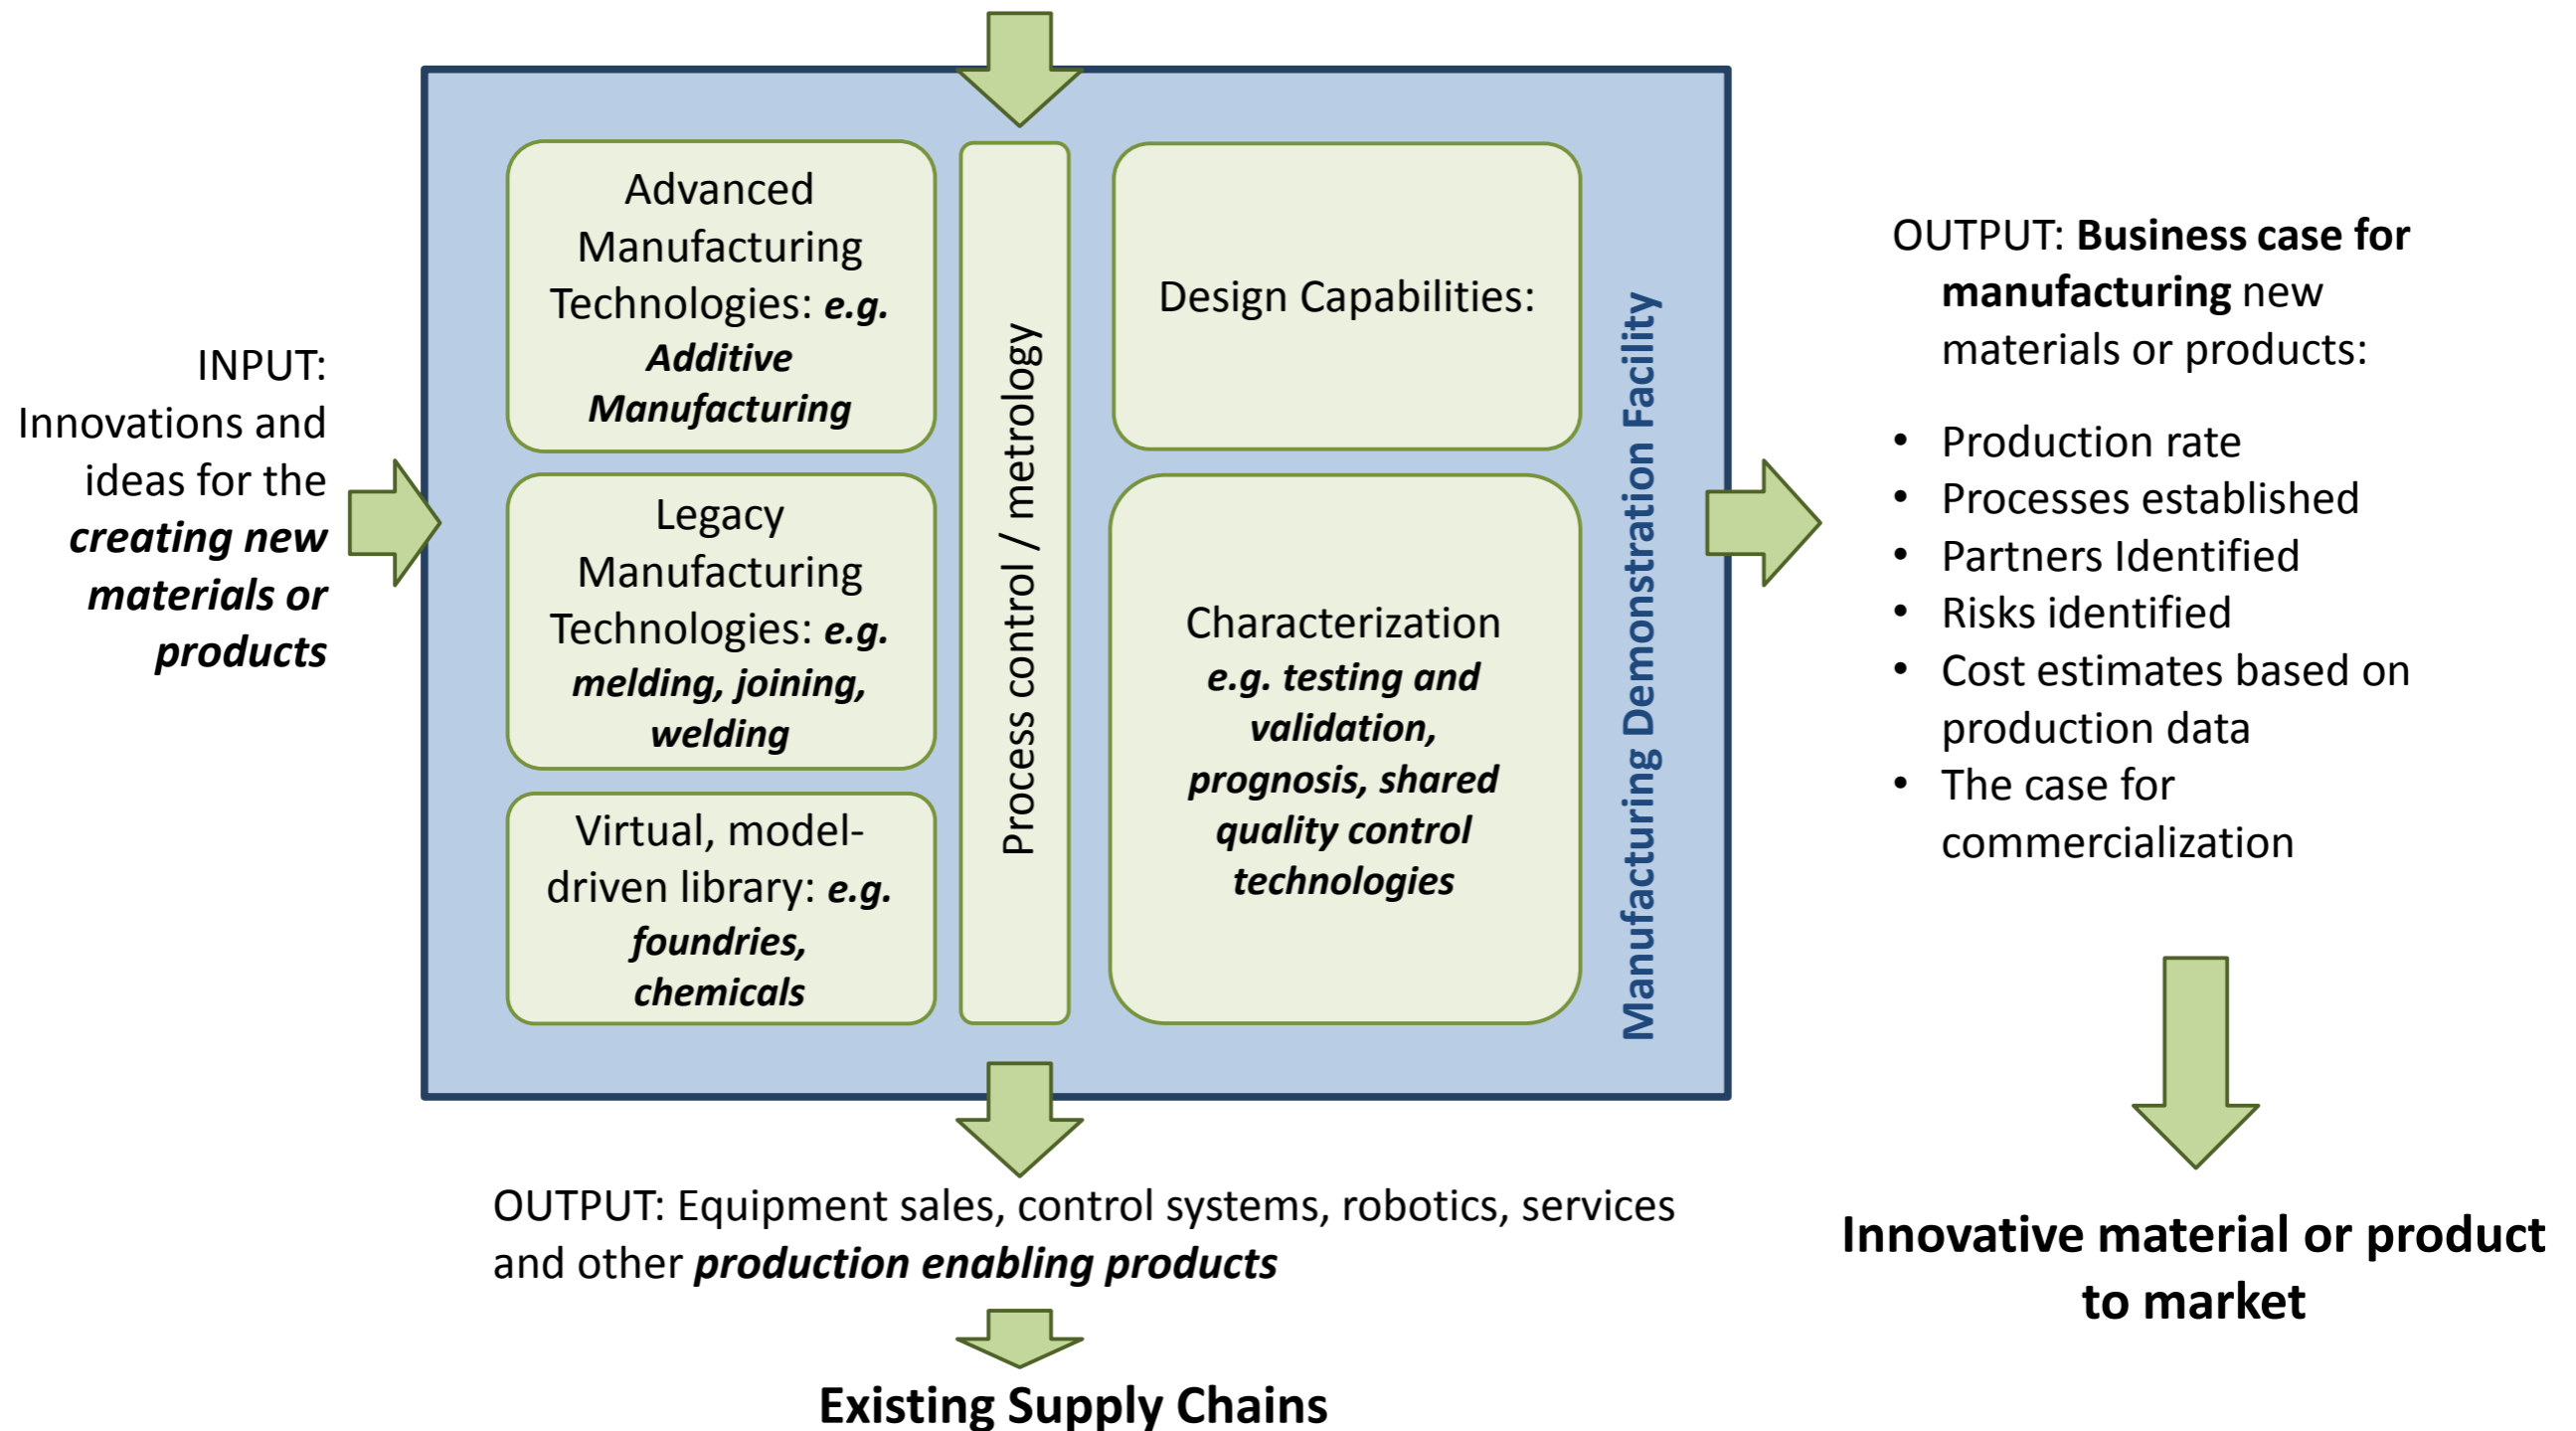 INPUT:
Innovations and
ideas for the
creating new
materials or
products
Advanced
Manufacturing
Technologies: e.g.
Additive
Manufacturing
Legacy
Manufacturing
Technologies: e.g.
melding, joining,
welding
Virtual, model-
driven library: e.g.
foundries,
chemicals
Process control / metrology
Design Capabilities:
Characterization
e.g. testing and
validation,
prognosis, shared
quality control
technologies
Manufacturing Demonstration Facility
OUTPUT: Business case for
manufacturing new
materials or products:
• Production rate
• Processes established
• Partners Identified
• Risks identified
• Cost estimates based on
production data
• The case for
commercialization
Innovative material or product
to market
OUTPUT: Equipment sales, control systems, robotics, services
and other production enabling products
Existing Supply Chains